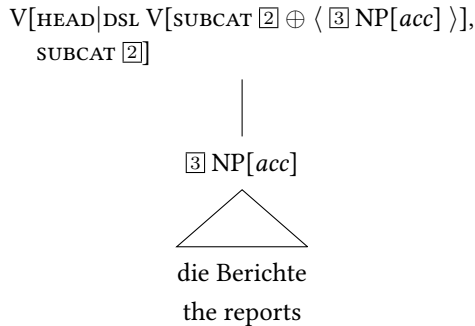 V[HEAD|DSL V[SUBCAT 2 ⊕ ⟨ 3 NP[acc] ⟩],
SUBCAT 2]
3 NP[acc]
die Berichte
the reports